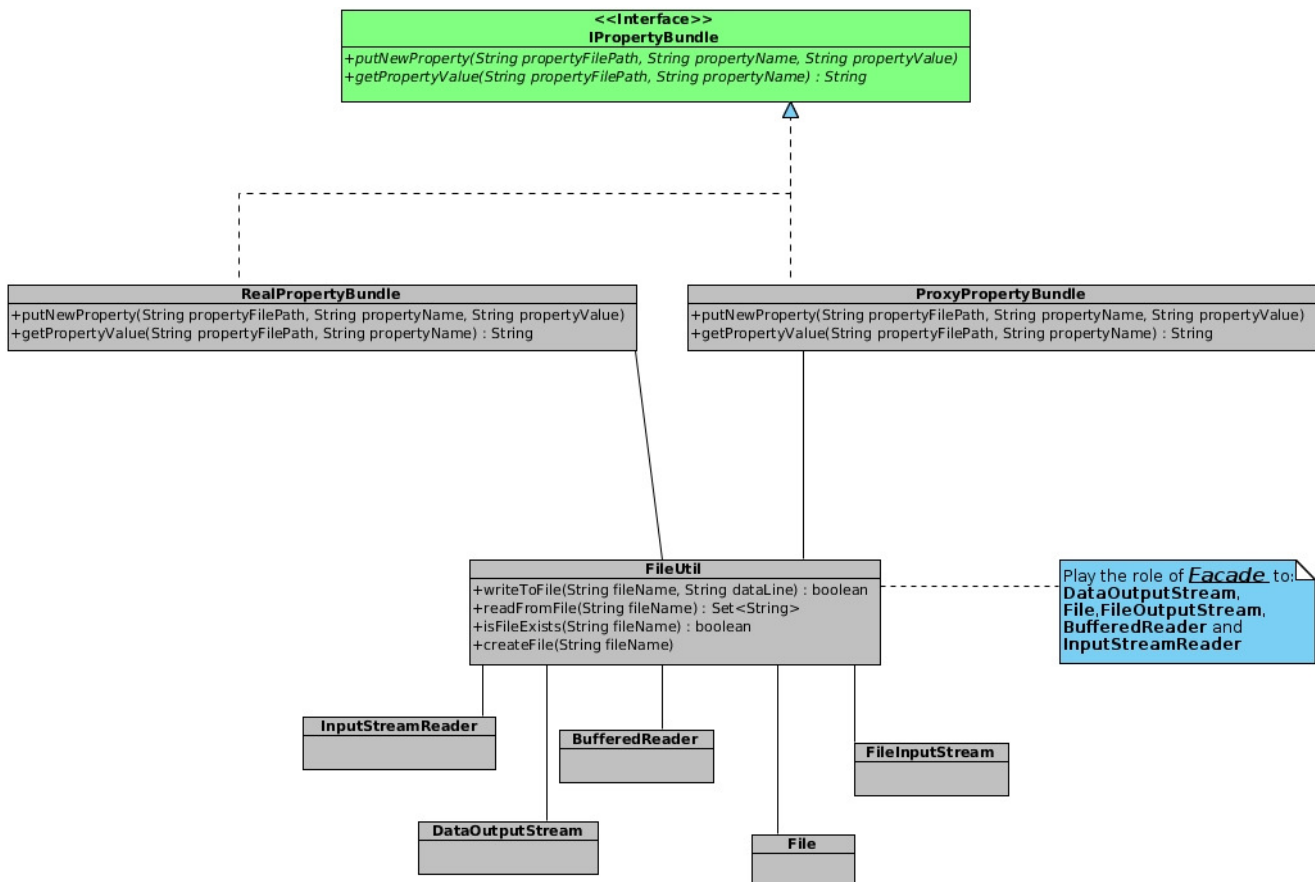 <<Interface>>
IPropertyBundle
+putNewProperty(String propertyFilePath, String propertyName, String propertyValue)
+getPropertyValue(String propertyFilePath, String propertyName) : String
RealPropertyBundle
+putNewProperty(String propertyFilePath, String propertyName, String propertyValue)
+getPropertyValue(String propertyFilePath, String propertyName) : String
ProxyPropertyBundle
+putNewProperty(String propertyFilePath, String propertyName, String propertyValue)
+getPropertyValue(String propertyFilePath, String propertyName) : String
FileUtil
+writeToFile(String fileName, String dataLine) : boolean
+readFromFile(String fileName) : Set<String>
+isFileExists(String fileName) : boolean
+createFile(String fileName)
Play the role of Facade to:
DataOutputStream,
File,FileOutputStream,
BufferedReader and
InputStreamReader
InputStreamReader
BufferedReader
FileInputStream
DataOutputStream
File